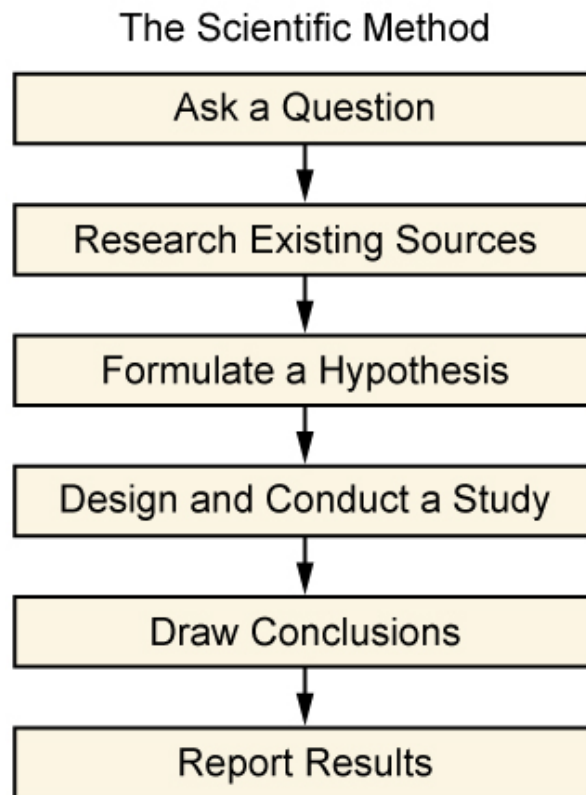 The Scientific Method
Ask a Question
Research Existing Sources
Formulate a Hypothesis
Design and Conduct a Study
Draw Conclusions
Report Results